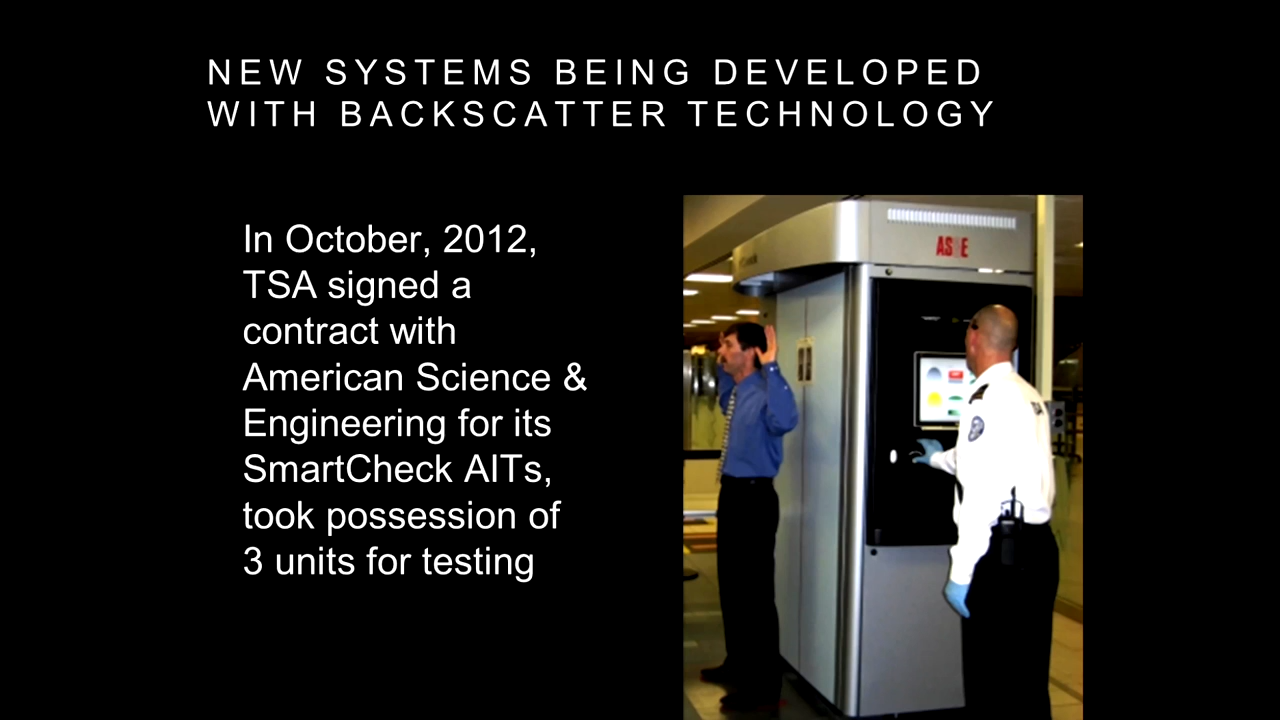 NEW SYSTEMS BEING DEVELOPED
WITH BACKSCATTER TECHNOLOGY
In October, 2012,
TSA signed a
contract with
American Science &
Engineering for its
SmartCheck AITs,
took possession of
3 units for testing
AS&E